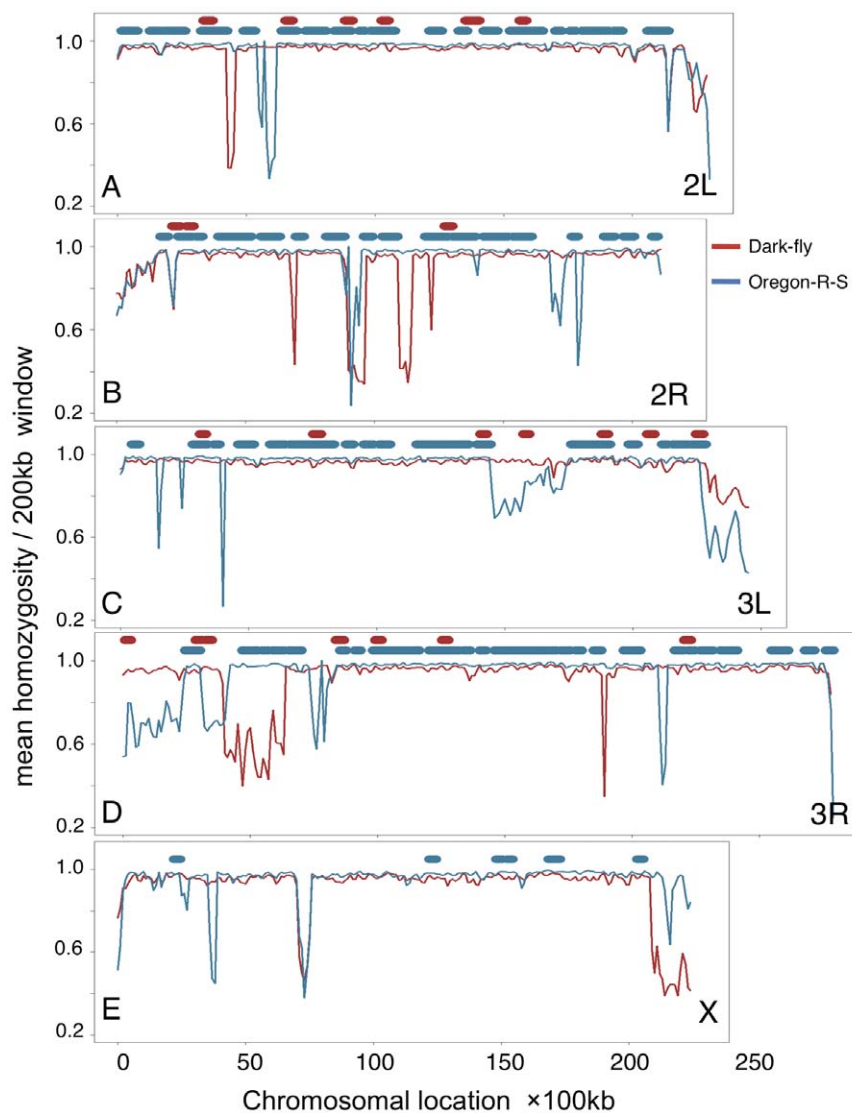 1.0
0.6
0.2
A
2L
1.0
0.6
0.2
B
2R
Dark-fly
Oregon-R-S
1.0
0.6
0.2
C
3L
1.0
0.6
0.2
D
3R
1.0
0.6
0.2
E
X
0 50 100 150 200 250
Chromosomal location ×100kb
mean homozygosity / 200kb window